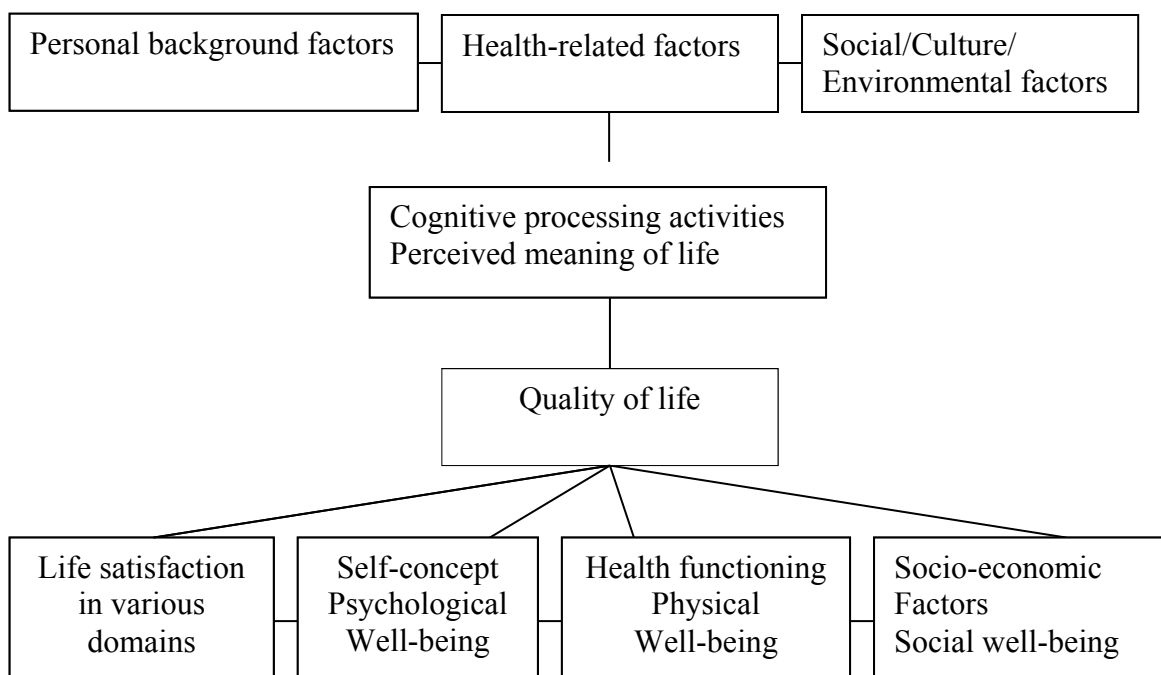 Personal background factors
Health-related factors
Social/Culture/
Environmental factors
Cognitive processing activities
Perceived meaning of life
Quality of life
Life satisfaction
in various
domains
Self-concept
Psychological
Well-being
Health functioning
Physical
Well-being
Socio-economic
Factors
Social well-being